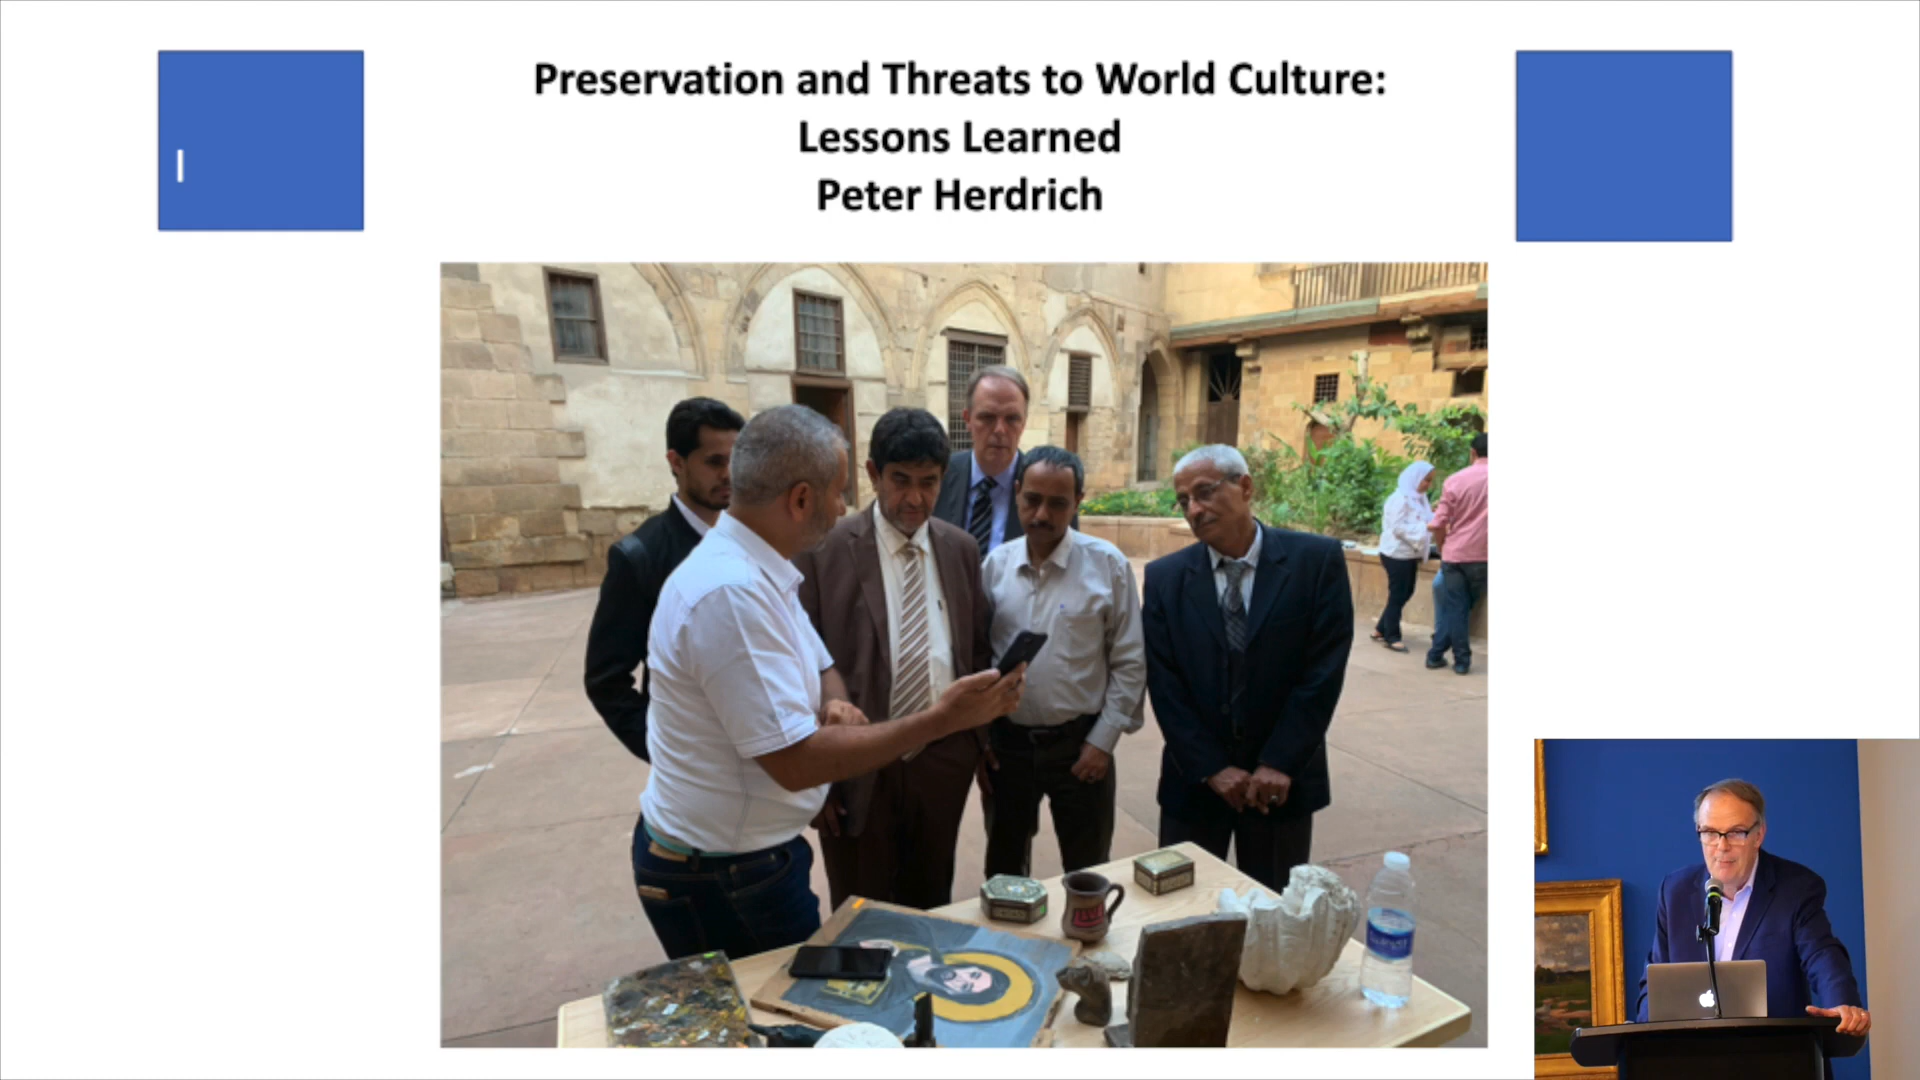 Preservation and Threats to World Culture:
Lessons Learned
Peter Herdrich